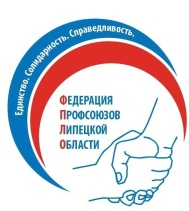 Единство. Солидарность. Справедливость.
ФЕДЕРАЦИЯ
ПРОФСОЮЗОВ
ЛИПЕЦКОЙ
ОБЛАСТИ